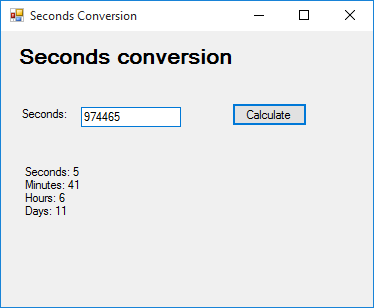 Seconds Conversion
Seconds conversion
Seconds: 974465 Calculate
Seconds: 5
Minutes: 41
Hours: 6
Days: 11